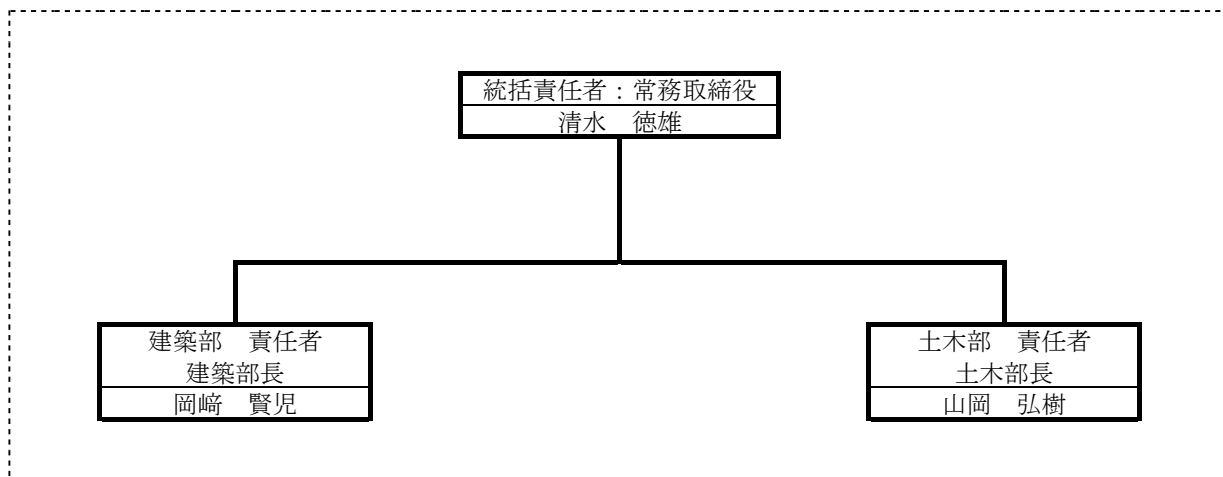 統括責任者：常務取締役
清水　徳雄
建築部　責任者
建築部長
岡﨑　賢児
土木部　責任者
土木部長
山岡　弘樹